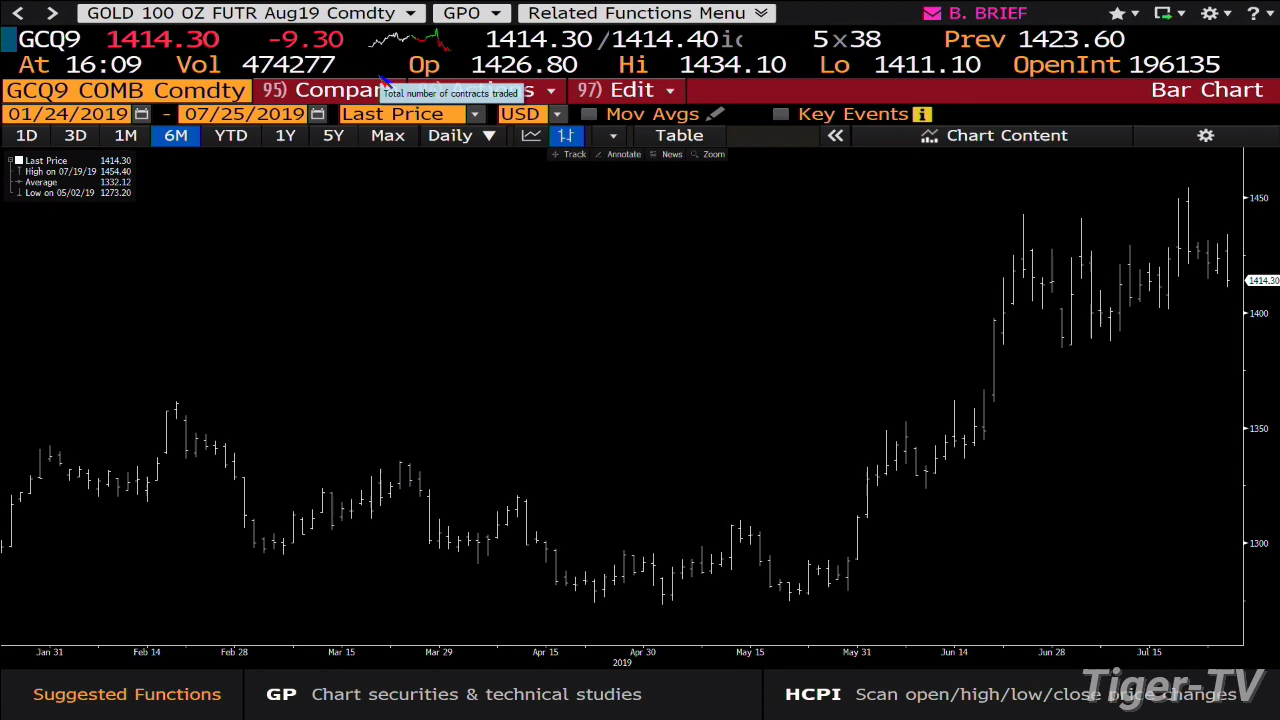 GOLD 100 OZ FUTR Aug19 Comdty GPO Related Functions Menu B. BRIEF ?
GCQ9 1414.30 -9.30 1414.30/1414.40 5x38 Prev 1423.60
At 16:09 Vol 474277 Op 1426.80 Hi 1434.10 Lo 1411.10 OpenInt 196135
GCQ9 COMB Comdty 95) Compar 97) Edit Bar Chart
Total number of contracts traded
01/24/2019 - 07/25/2019 Last Price USD Mov Avgs Key Events i
1D 3D 1M 6M YTD 1Y 5Y Max Daily ▼ Table « Chart Content
Track Annotate News Zoom
Last Price 1414.30
High on 07/19/19 1454.40
Average 1332.12
Low on 05/02/19 1273.20
1450
1414.30
1400
1350
1300
Jan 31 Feb 14 Feb 28 Mar 15 Mar 29 Apr 15 Apr 30 May 15 May 31 Jun 14 Jun 28 Jul 15
2019
Suggested Functions GP Chart securities & technical studies HCPI Scan open/high/low/close price changes
Tiger-TV